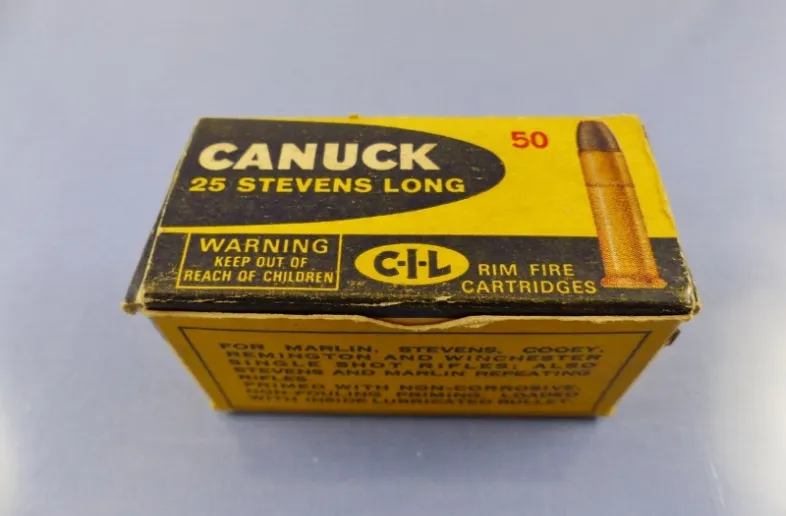 CANUCK
25 STEVENS LONG
50
WARNING
KEEP OUT OF
REACH OF CHILDREN
C-I-L
RIM FIRE
CARTRIDGES
FOR MARLIN, STEVENS, COOEY,
REMINGTON AND WINCHESTER
SINGLE SHOT RIFLES; ALSO
STEVENS AND MARLIN REPEATING
RIFLES
PRIMED WITH NON-CORROSIVE,
NON-FOULING PRIMING. LOADED
WITH INSIDE LUBRICATED BULLET.